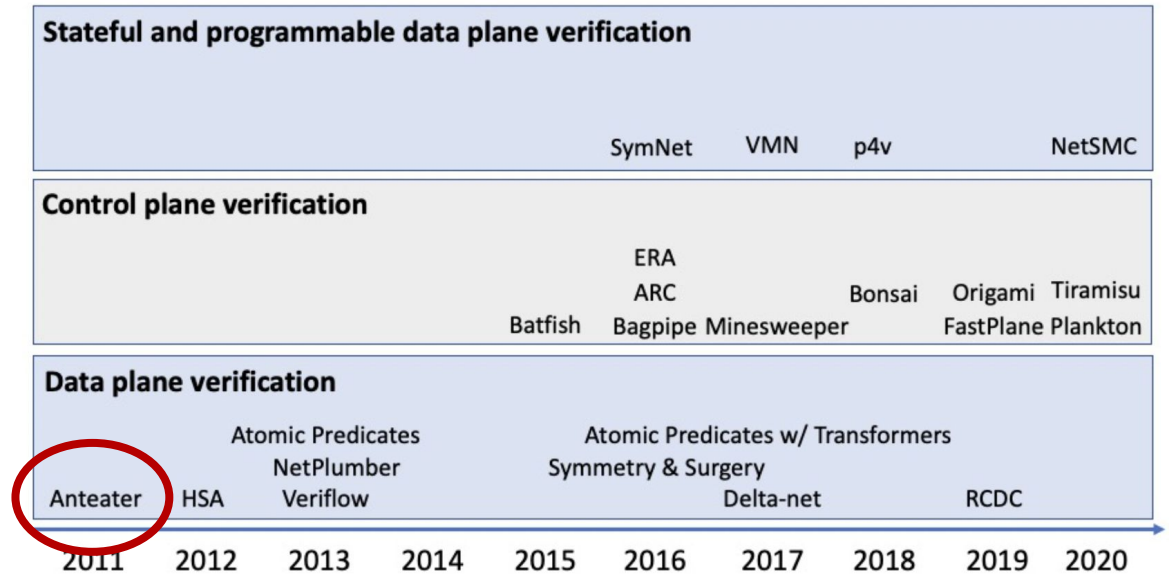 Stateful and programmable data plane verification
SymNet VMN p4v NetSMC
Control plane verification
ERA
ARC Bonsai Origami Tiramisu
Batfish Bagpipe Minesweeper FastPlane Plankton
Data plane verification
Atomic Predicates Atomic Predicates w/ Transformers
NetPlumber Symmetry & Surgery
Anteater HSA Veriflow Delta-net RCDC
2011 2012 2013 2014 2015 2016 2017 2018 2019 2020